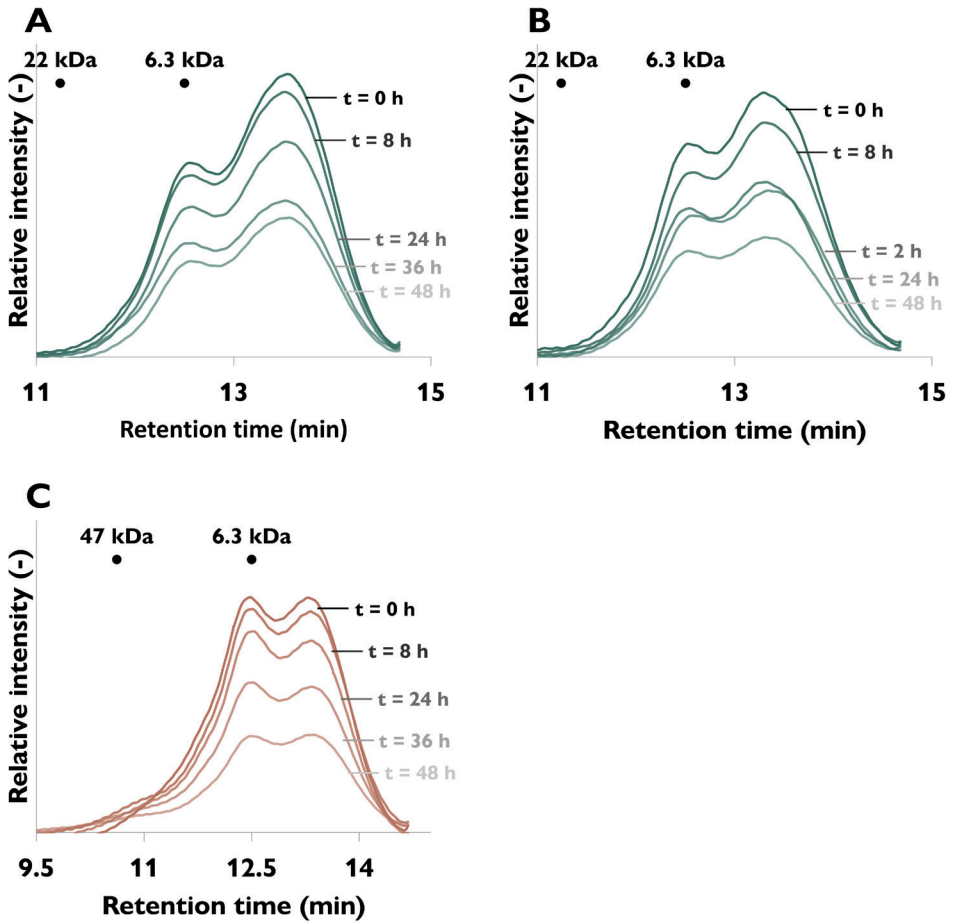 A
Relative intensity (-)
22 kDa
6.3 kDa
t = 0 h
t = 8 h
t = 24 h
t = 36 h
t = 48 h
11
13
15
Retention time (min)
B
Relative intensity (-)
22 kDa
6.3 kDa
t = 0 h
t = 8 h
t = 2 h
t = 24 h
t = 48 h
11
13
15
Retention time (min)
C
Relative intensity (-)
47 kDa
6.3 kDa
t = 0 h
t = 8 h
t = 24 h
t = 36 h
t = 48 h
9.5
11
12.5
14
Retention time (min)